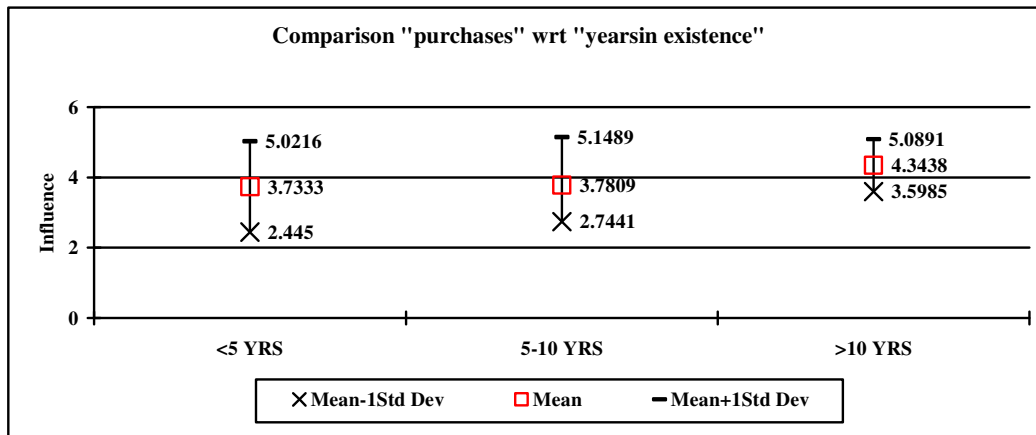 Comparison "purchases" wrt "yearsin existence"
6
5.0216
5.1489
5.0891
4.3438
4
3.7333
3.7809
3.5985
Influence
2.445
2.7441
2
0
<5 YRS
5-10 YRS
>10 YRS
Mean-1Std Dev
Mean
Mean+1Std Dev